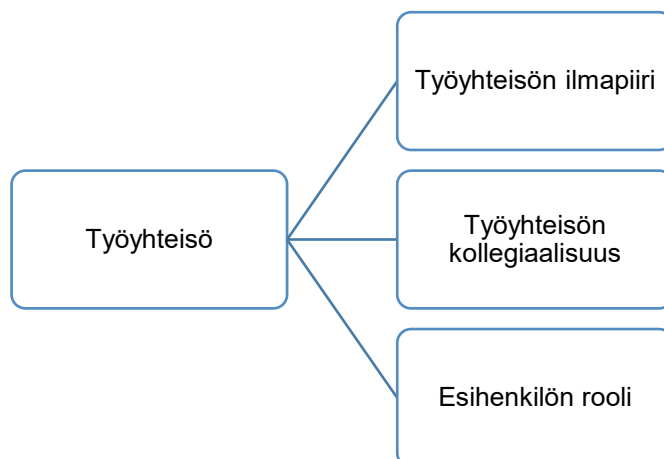 Työyhteisön ilmapiiri
Työyhteisö
Työyhteisön
kollegiaalisuus
Esihenkilön rooli